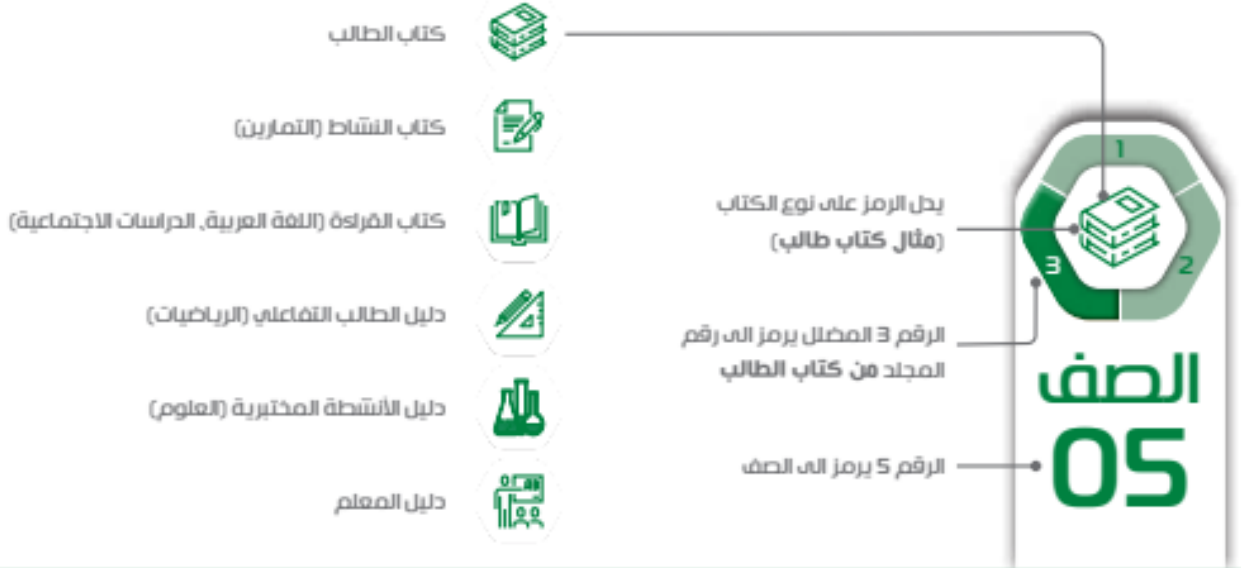 كتاب الطالب
كتاب النشاط (التمارين)
كتاب القراءة (اللغة العربية, الدراسات الاجتماعية)
دليل الطالب التفاعلي (الرياضيات)
دليل الأنشطة المختبرية (العلوم)
دليل المعلم
يدل الرمز على نوع الكتاب
(مثال كتاب طالب)
الرقم 3 المضلل يرمز الى رقم
المجلد من كتاب الطالب
الرقم 5 يرمز الى الصف
1
2
3
الصف
05